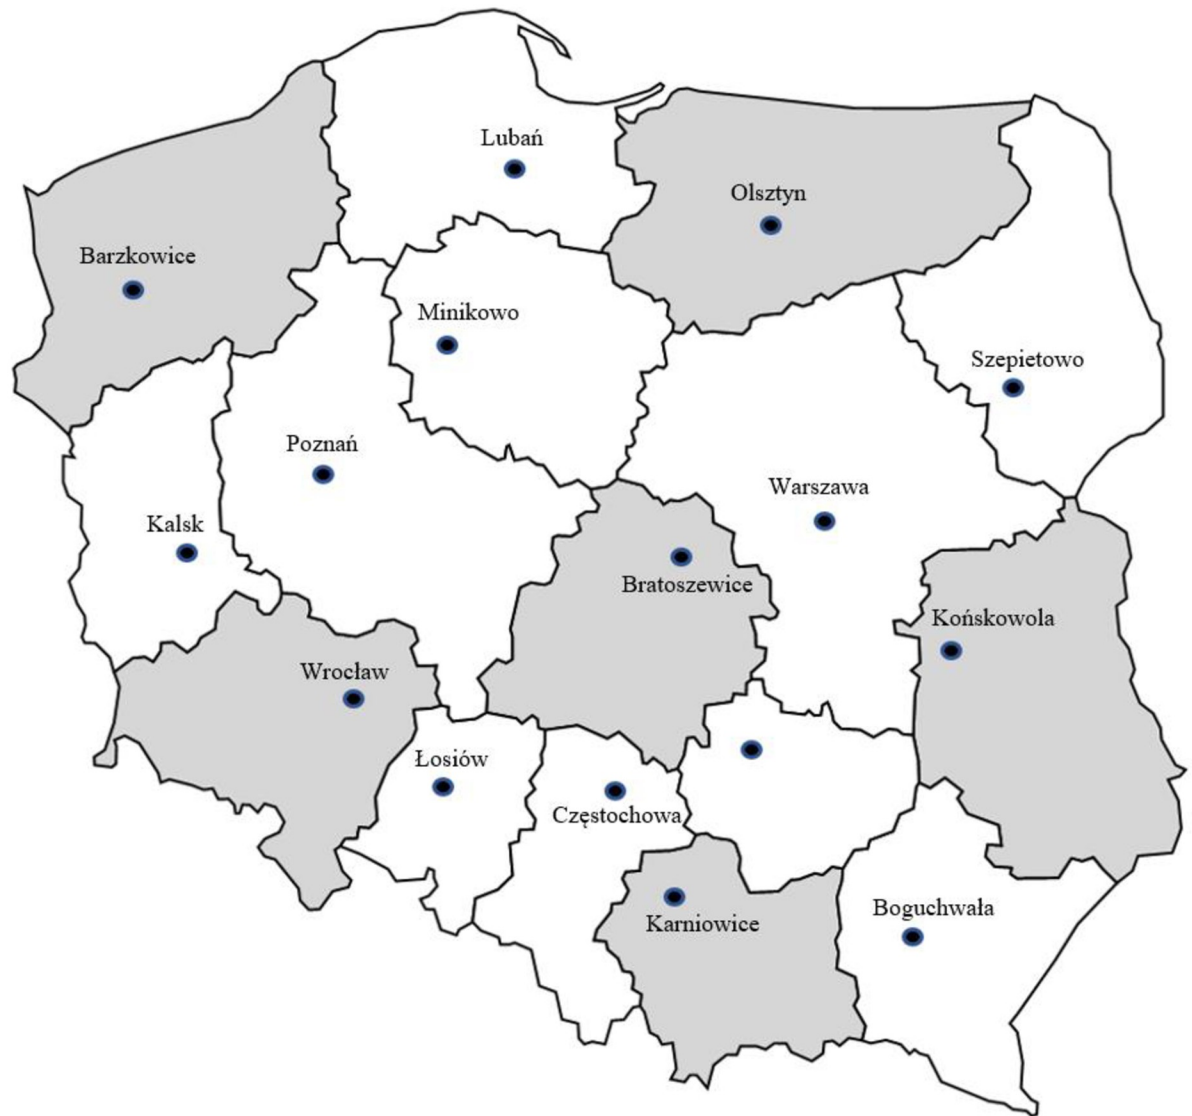 Lubań
Olsztyn
Barzkowice
Minikowo
Szepietowo
Poznań
Warszawa
Kalsk
Bratoszewice
Końskowola
Wrocław
Łosiów
Częstochowa
Boguchwała
Karniowice